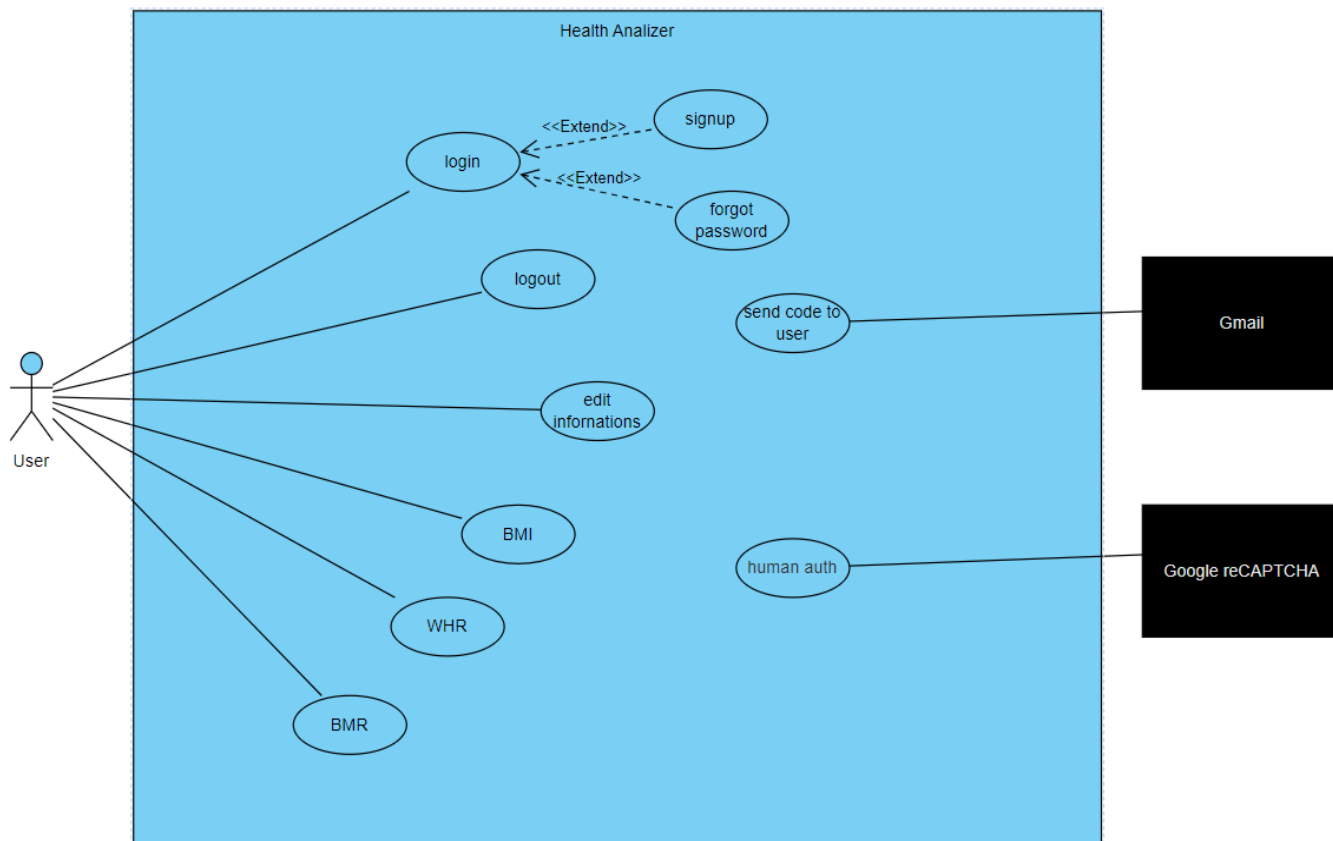 Health Analizer
<<Extend>>
signup
login
<<Extend>>
forgot
password
logout
send code to
user
Gmail
edit
infornations
User
BMI
human auth
Google reCAPTCHA
WHR
BMR